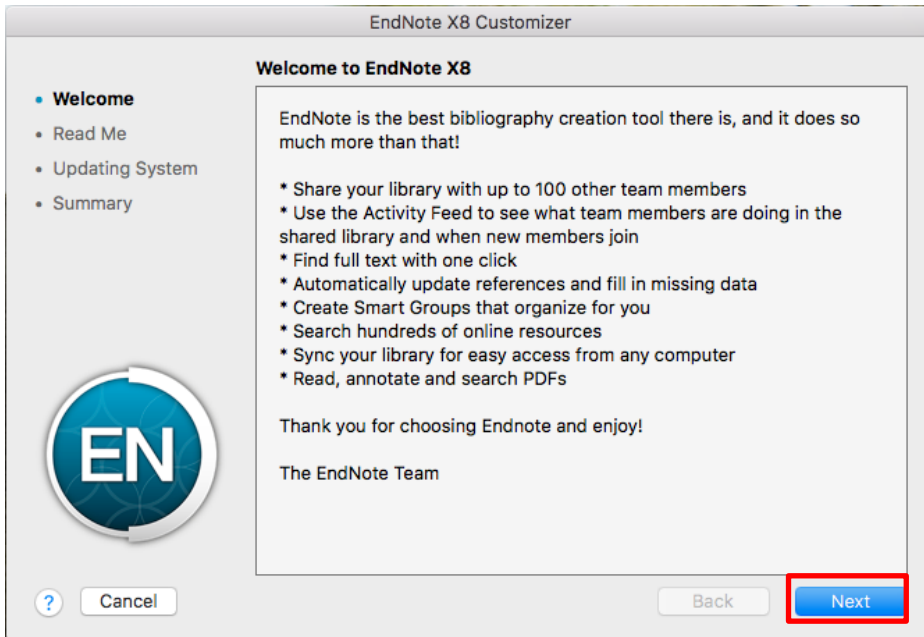 EndNote X8 Customizer
Welcome to EndNote X8
• Welcome
• Read Me
• Updating System
• Summary
EndNote is the best bibliography creation tool there is, and it does so
much more than that!
* Share your library with up to 100 other team members
* Use the Activity Feed to see what team members are doing in the
shared library and when new members join
* Find full text with one click
* Automatically update references and fill in missing data
* Create Smart Groups that organize for you
* Search hundreds of online resources
* Sync your library for easy access from any computer
* Read, annotate and search PDFs
Thank you for choosing Endnote and enjoy!
The EndNote Team
EN
? Cancel Back Next